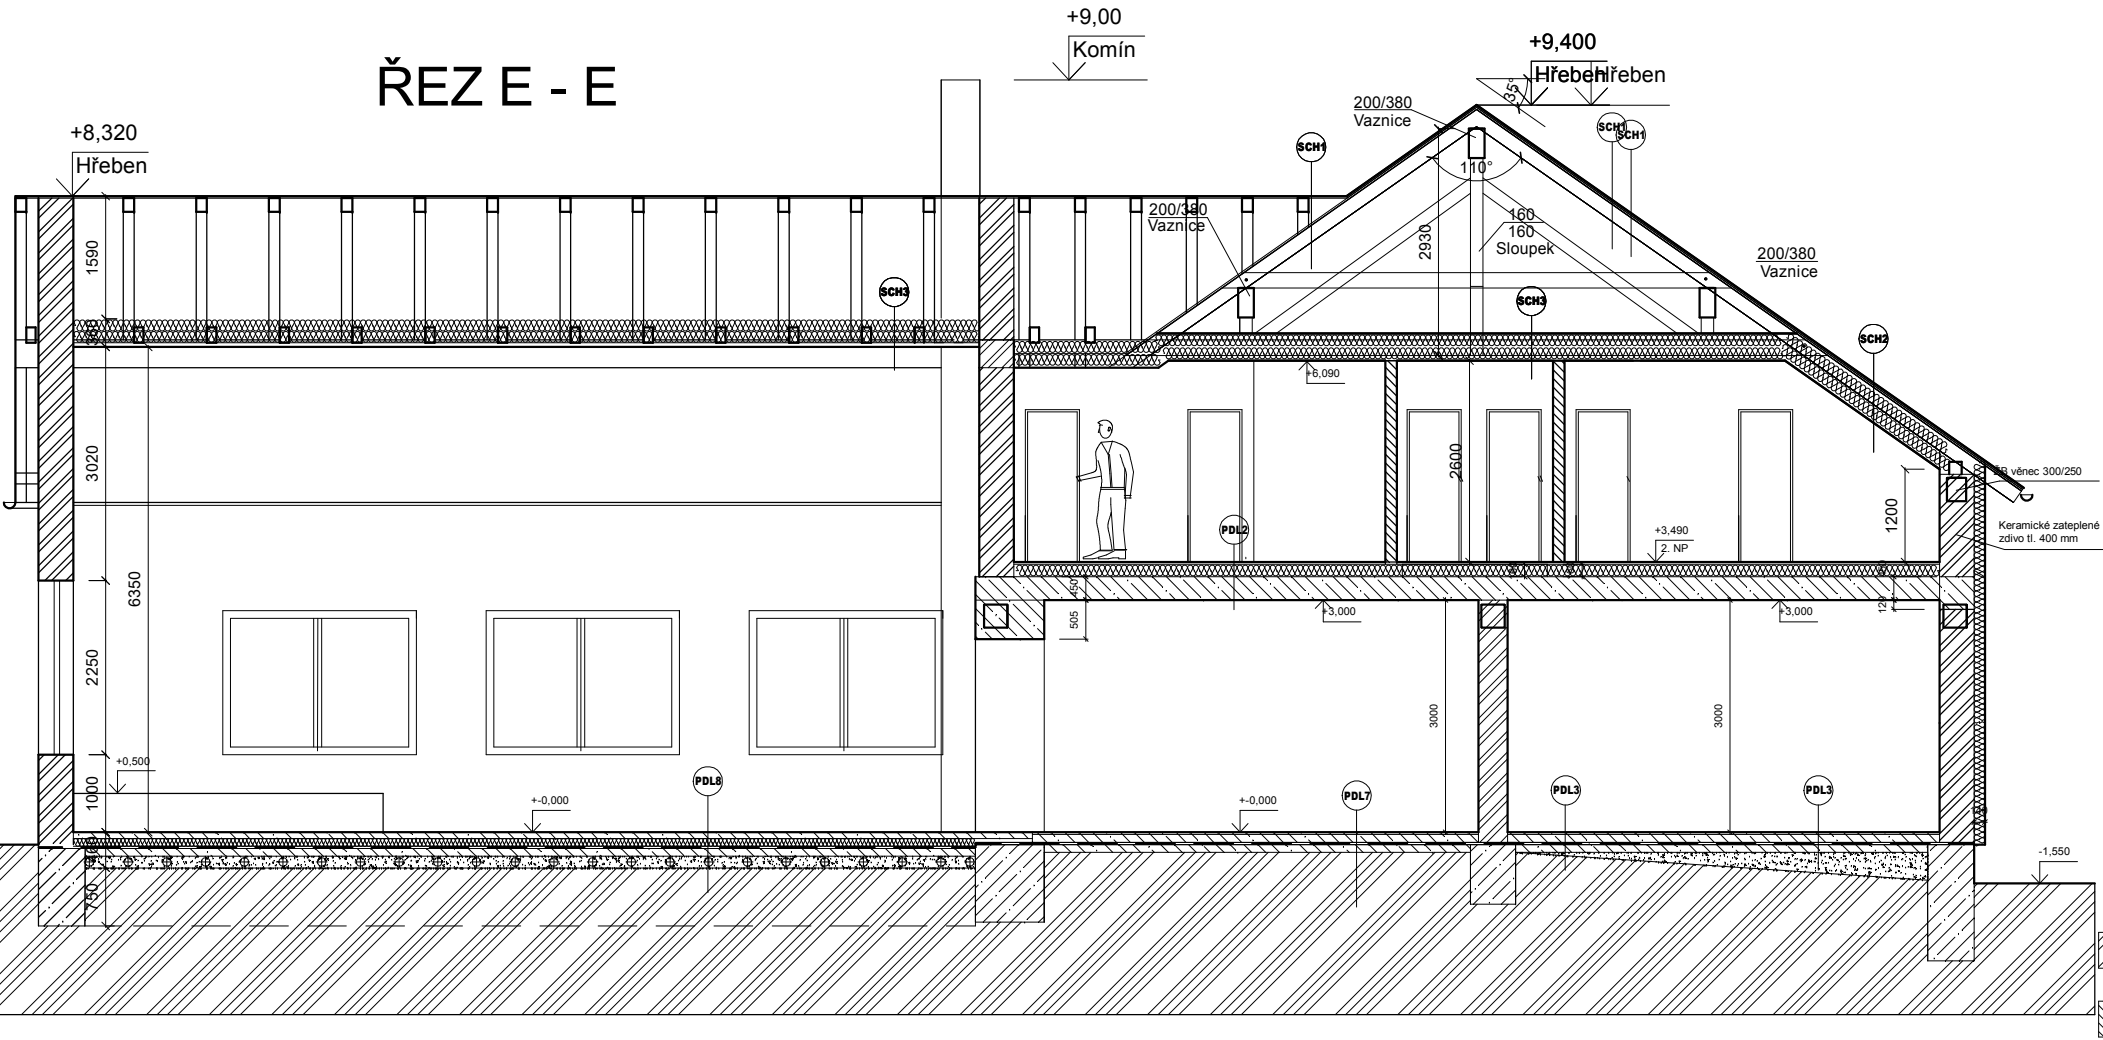 ŘEZ E - E
+9,00
Komín
+9,400
Hřeben
Hřeben
35°
+8,320
Hřeben
200/380
Vaznice
SCH1
SCH1
SCH1
110°
200/380
Vaznice
160
160
Sloupek
2930
200/380
Vaznice
1590
SCH3
SCH3
360
SCH2
+6,090
3020
2600
ŽB věnec 300/250
1200
Keramické zateplené
zdivo tl. 400 mm
PDL2
+3,490
2. NP
6350
450
505
+3,000
+3,000
120
2250
3000
3000
+0,500
1000
PDL8
+-0,000
+-0,000
PDL7
PDL3
PDL3
-1,550
750